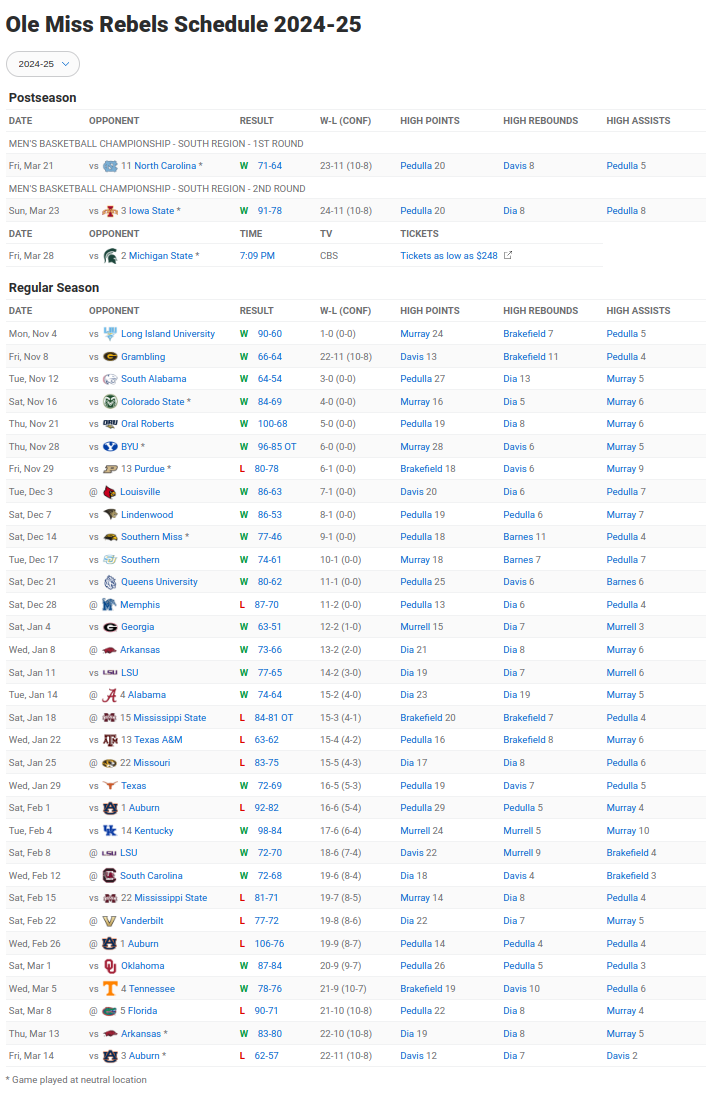 Ole Miss Rebels Schedule 2024-25
2024-25
Postseason
DATE OPPONENT RESULT W-L (CONF) HIGH POINTS HIGH REBOUNDS HIGH ASSISTS
MEN'S BASKETBALL CHAMPIONSHIP - SOUTH REGION - 1ST ROUND
Fri, Mar 21 vs 11 North Carolina * W 71-64 23-11 (10-8) Pedulla 20 Davis 8 Pedulla 5
MEN'S BASKETBALL CHAMPIONSHIP - SOUTH REGION - 2ND ROUND
Sun, Mar 23 vs 3 Iowa State * W 91-78 24-11 (10-8) Pedulla 20 Dia 8 Pedulla 8
DATE OPPONENT TIME TV TICKETS
Fri, Mar 28 vs 2 Michigan State * 7:09 PM CBS Tickets as low as $248
Regular Season
DATE OPPONENT RESULT W-L (CONF) HIGH POINTS HIGH REBOUNDS HIGH ASSISTS
Mon, Nov 4 vs LIU Long Island University W 90-60 1-0 (0-0) Murray 24 Brakefield 7 Pedulla 5
Fri, Nov 8 vs G Grambling W 66-64 22-11 (10-8) Davis 13 Brakefield 11 Pedulla 4
Tue, Nov 12 vs South Alabama W 64-54 3-0 (0-0) Pedulla 27 Dia 13 Murray 5
Sat, Nov 16 vs Colorado State * W 84-69 4-0 (0-0) Murray 16 Dia 5 Murray 6
Thu, Nov 21 vs ORU Oral Roberts W 100-68 5-0 (0-0) Pedulla 19 Dia 8 Murray 6
Thu, Nov 28 vs Y BYU * W 96-85 OT 6-0 (0-0) Murray 28 Davis 6 Murray 5
Fri, Nov 29 vs P 13 Purdue * L 80-78 6-1 (0-0) Brakefield 18 Davis 6 Murray 9
Tue, Dec 3 @ Louisville W 86-63 7-1 (0-0) Davis 20 Dia 6 Pedulla 7
Sat, Dec 7 vs Lindenwood W 86-53 8-1 (0-0) Pedulla 19 Pedulla 6 Murray 7
Sat, Dec 14 vs Southern Miss * W 77-46 9-1 (0-0) Pedulla 18 Barnes 11 Pedulla 4
Tue, Dec 17 vs Southern W 74-61 10-1 (0-0) Murray 18 Barnes 7 Pedulla 7
Sat, Dec 21 vs Queens University W 80-62 11-1 (0-0) Pedulla 25 Davis 6 Barnes 6
Sat, Dec 28 @ M Memphis L 87-70 11-2 (0-0) Pedulla 13 Dia 6 Pedulla 4
Sat, Jan 4 vs G Georgia W 63-51 12-2 (1-0) Murrell 15 Dia 7 Murrell 3
Wed, Jan 8 @ Arkansas W 73-66 13-2 (2-0) Dia 21 Dia 8 Murray 6
Sat, Jan 11 vs LSU LSU W 77-65 14-2 (3-0) Dia 19 Dia 7 Murrell 6
Tue, Jan 14 @ A 4 Alabama W 74-64 15-2 (4-0) Dia 23 Dia 19 Murray 5
Sat, Jan 18 @ M 15 Mississippi State L 84-81 OT 15-3 (4-1) Brakefield 20 Brakefield 7 Pedulla 4
Wed, Jan 22 vs ATM 13 Texas A&M L 63-62 15-4 (4-2) Pedulla 16 Brakefield 8 Murray 6
Sat, Jan 25 @ 22 Missouri L 83-75 15-5 (4-3) Dia 17 Dia 8 Pedulla 6
Wed, Jan 29 vs Texas W 72-69 16-5 (5-3) Pedulla 19 Davis 7 Pedulla 5
Sat, Feb 1 vs AU 1 Auburn L 92-82 16-6 (5-4) Pedulla 29 Pedulla 5 Murray 4
Tue, Feb 4 vs UK 14 Kentucky W 98-84 17-6 (6-4) Murrell 24 Murrell 5 Murray 10
Sat, Feb 8 @ LSU LSU W 72-70 18-6 (7-4) Davis 22 Murrell 9 Brakefield 4
Wed, Feb 12 @ C South Carolina W 72-68 19-6 (8-4) Dia 18 Davis 4 Brakefield 3
Sat, Feb 15 vs M 22 Mississippi State L 81-71 19-7 (8-5) Murray 14 Dia 8 Pedulla 4
Sat, Feb 22 @ V Vanderbilt L 77-72 19-8 (8-6) Dia 22 Dia 7 Murray 5
Wed, Feb 26 @ AU 1 Auburn L 106-76 19-9 (8-7) Pedulla 14 Pedulla 4 Pedulla 4
Sat, Mar 1 vs OU Oklahoma W 87-84 20-9 (9-7) Pedulla 26 Pedulla 5 Pedulla 3
Wed, Mar 5 vs T 4 Tennessee W 78-76 21-9 (10-7) Brakefield 19 Davis 10 Pedulla 6
Sat, Mar 8 @ 5 Florida L 90-71 21-10 (10-8) Pedulla 22 Dia 8 Murray 4
Thu, Mar 13 vs Arkansas * W 83-80 22-10 (10-8) Dia 19 Dia 8 Murray 5
Fri, Mar 14 vs AU 3 Auburn * L 62-57 22-11 (10-8) Davis 12 Dia 7 Davis 2
* Game played at neutral location